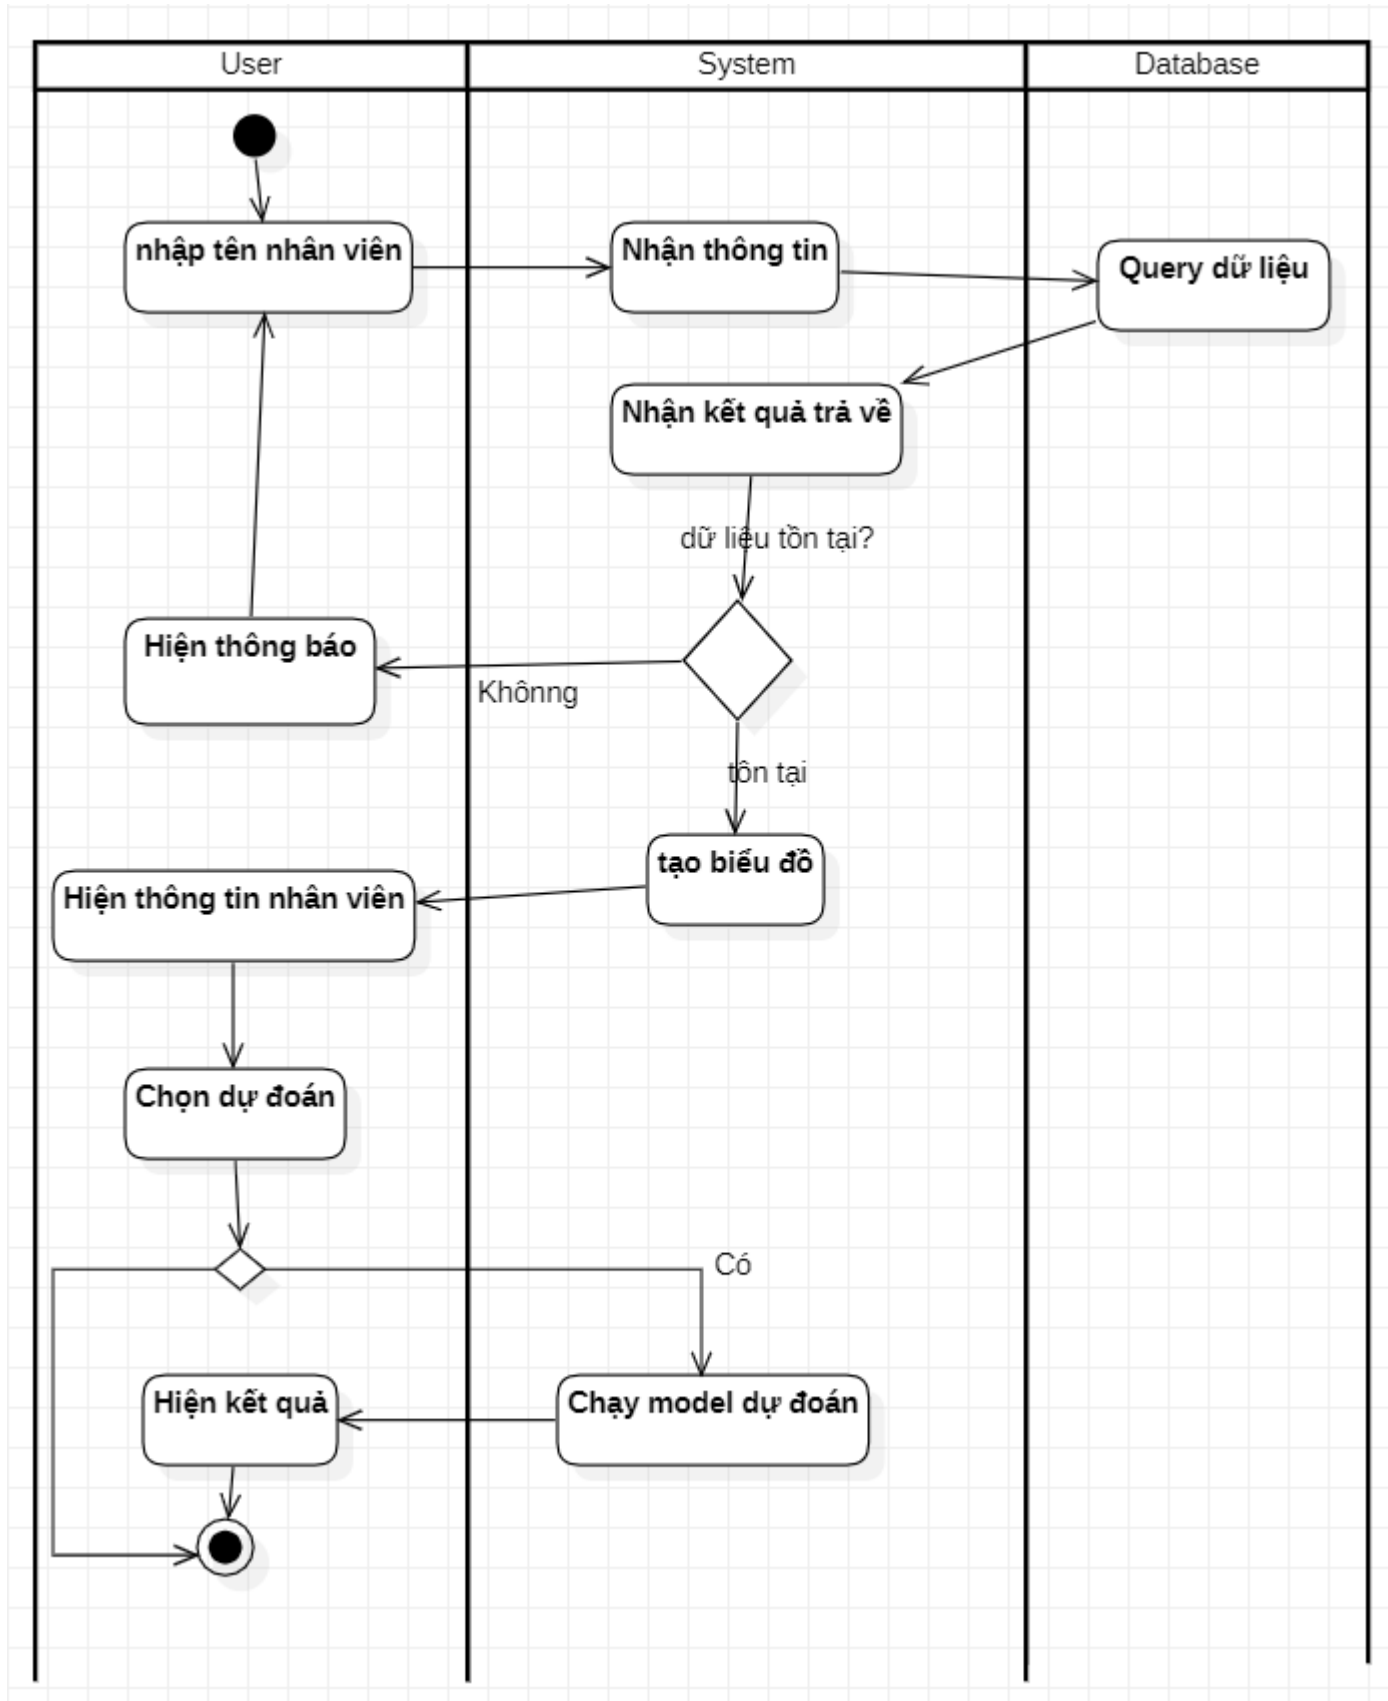 User
System
Database
nhập tên nhân viên
Nhận thông tin
Query dữ liệu
Nhận kết quả trả về
dữ liệu tồn tại?
Hiện thông báo
Khônng
tồn tại
tạo biểu đồ
Hiện thông tin nhân viên
Chọn dự đoán
Có
Hiện kết quả
Chạy model dự đoán